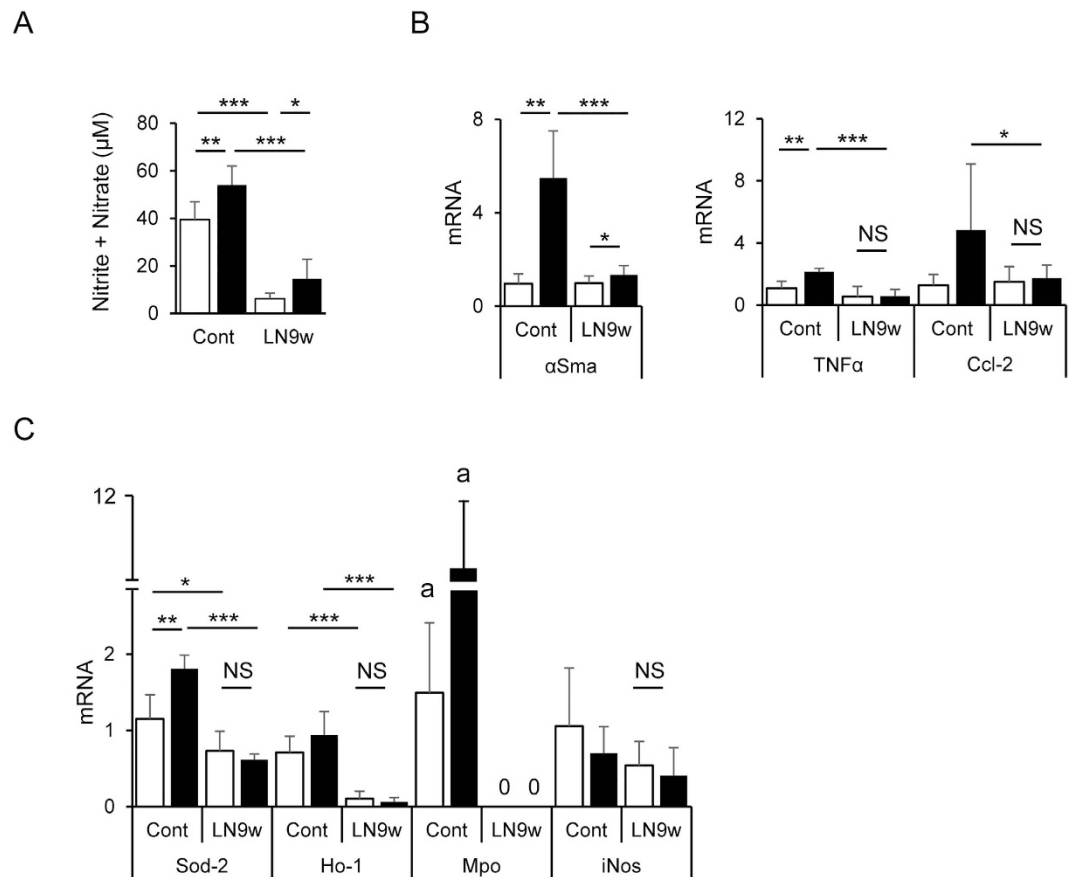 A
B
*** *
** ***
80
60
40
20
0
Nitrite + Nitrate (µM)
Cont LN9w
** ***
*
8
4
0
mRNA
Cont LN9w
αSma
*
** ***
NS NS
12
8
4
0
mRNA
Cont LN9w Cont LN9w
TNFα Ccl-2
C
a
12
* *** a
** *** ***
NS NS NS
2
1
0
mRNA
0 0
Cont LN9w Cont LN9w Cont LN9w Cont LN9w
Sod-2 Ho-1 Mpo iNos